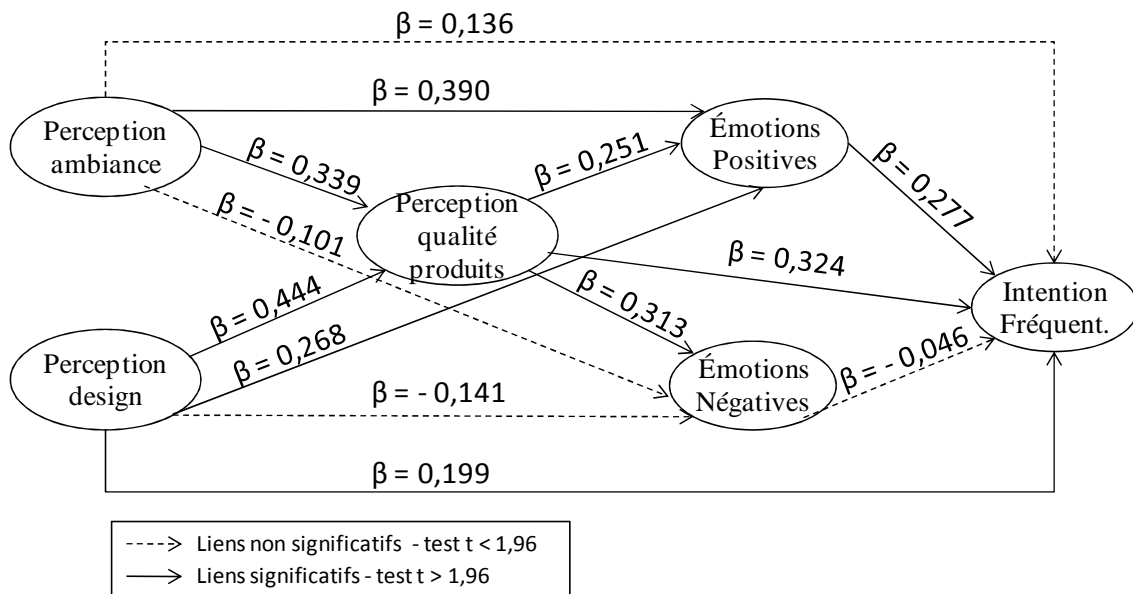 β = 0,136
β = 0,390
Perception
ambiance
Émotions
Positives
β = 0,339
β = 0,251
β = 0,277
β = - 0,101
Perception
qualité
produits
β = 0,324
Intention
Fréquent.
β = 0,444
β = 0,268
β = 0,313
β = - 0,046
Perception
design
Émotions
Négatives
β = - 0,141
β = 0,199
Liens non significatifs - test t < 1,96
Liens significatifs - test t > 1,96